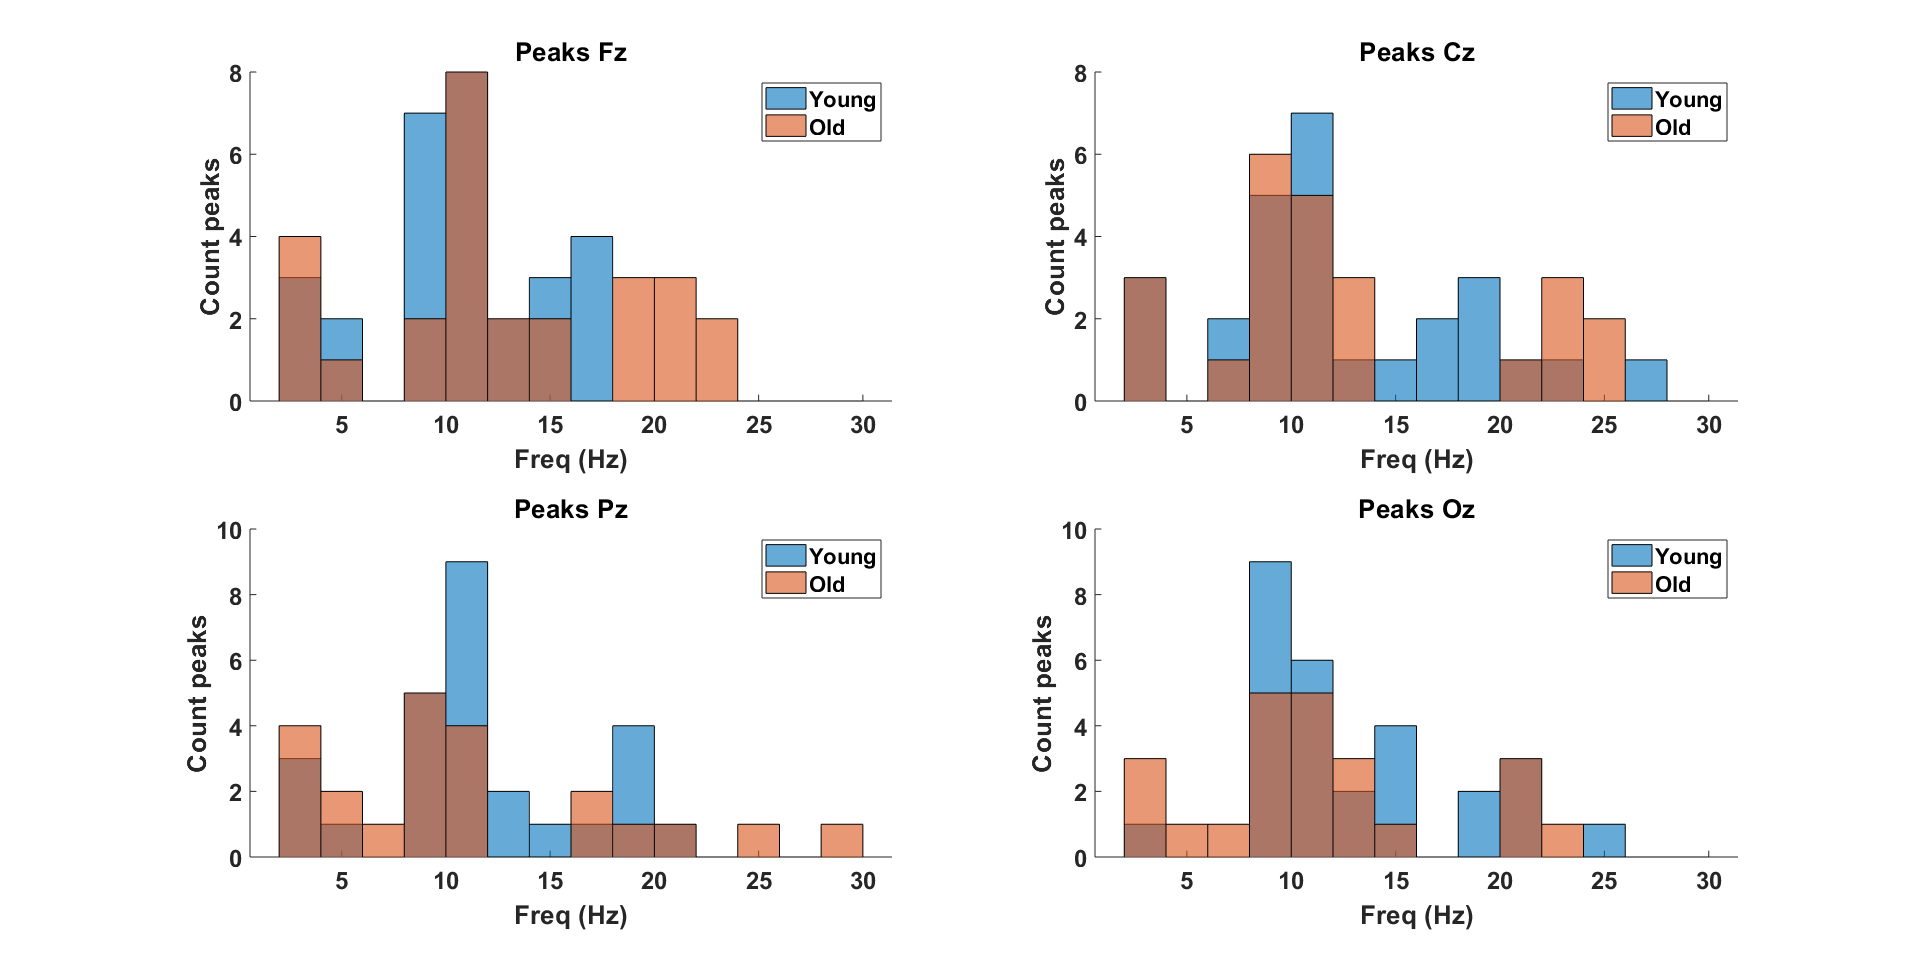 Peaks Fz
Count peaks
8
6
4
2
0
5 10 15 20 25 30
Freq (Hz)
Young
Old
Peaks Cz
Count peaks
8
6
4
2
0
5 10 15 20 25 30
Freq (Hz)
Young
Old
Peaks Pz
Count peaks
10
8
6
4
2
0
5 10 15 20 25 30
Freq (Hz)
Young
Old
Peaks Oz
Count peaks
10
8
6
4
2
0
5 10 15 20 25 30
Freq (Hz)
Young
Old